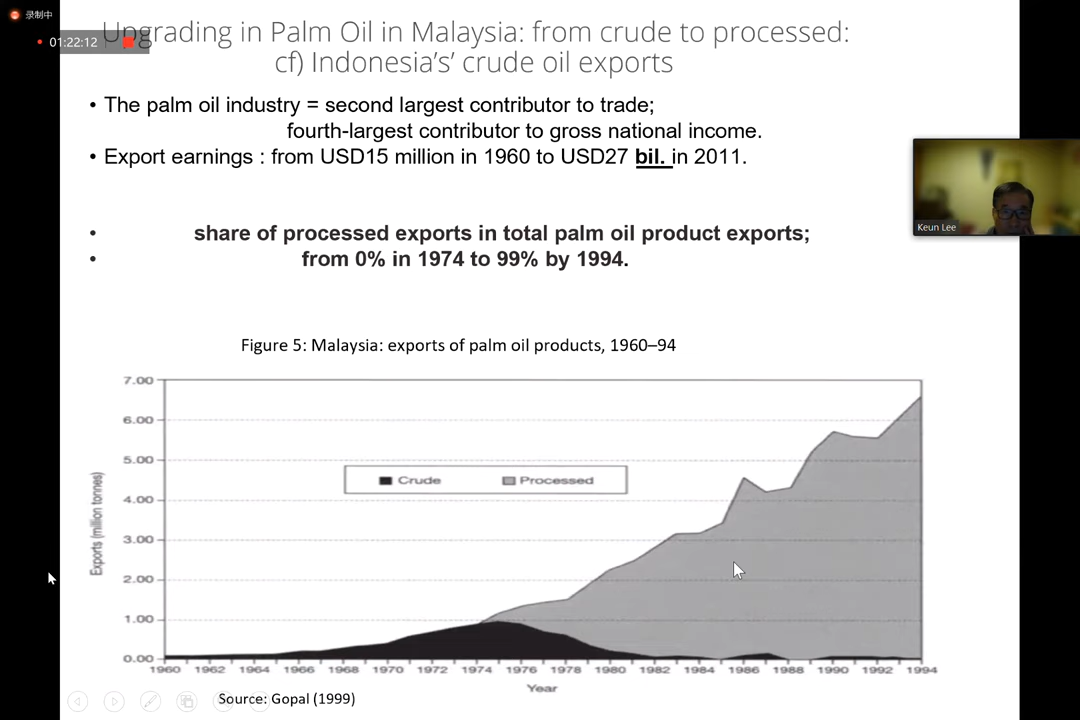 录制中
01:22:12
Upgrading in Palm Oil in Malaysia: from crude to processed:
cf) Indonesia's' crude oil exports
• The palm oil industry = second largest contributor to trade;
fourth-largest contributor to gross national income.
• Export earnings : from USD15 million in 1960 to USD27 bil. in 2011.
Keun Lee
• share of processed exports in total palm oil product exports;
• from 0% in 1974 to 99% by 1994.
Figure 5: Malaysia: exports of palm oil products, 1960–94
7.00
6.00
5.00
4.00
3.00
2.00
1.00
0.00
Exports (million tonnes)
Crude Processed
1960 1962 1964 1966 1968 1970 1972 1974 1976 1978 1980 1982 1984 1986 1988 1990 1992 1994
Year
Source: Gopal (1999)